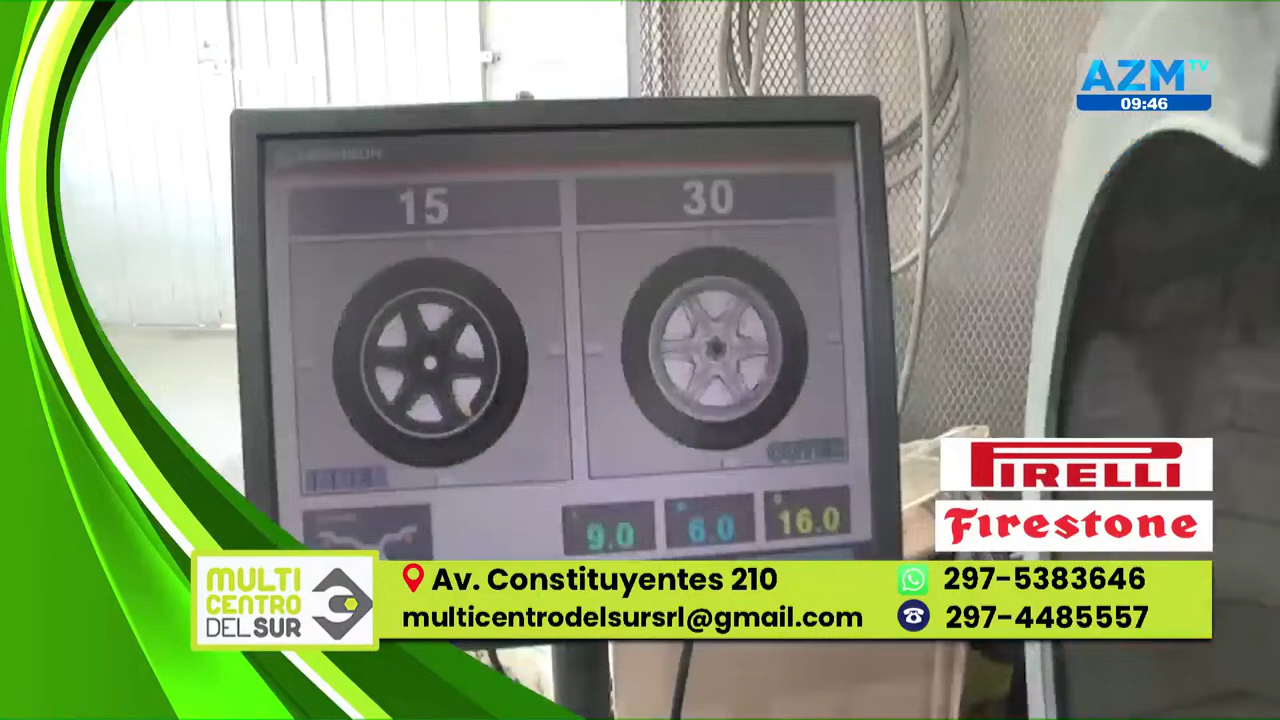 AZM TV
09:46
15
30
9.0
6.0
16.0
PIRELLI
Firestone
MULTI
CENTRO
DEL SUR
Av. Constituyentes 210
multicentrodelsursrl@gmail.com
297-5383646
297-4485557